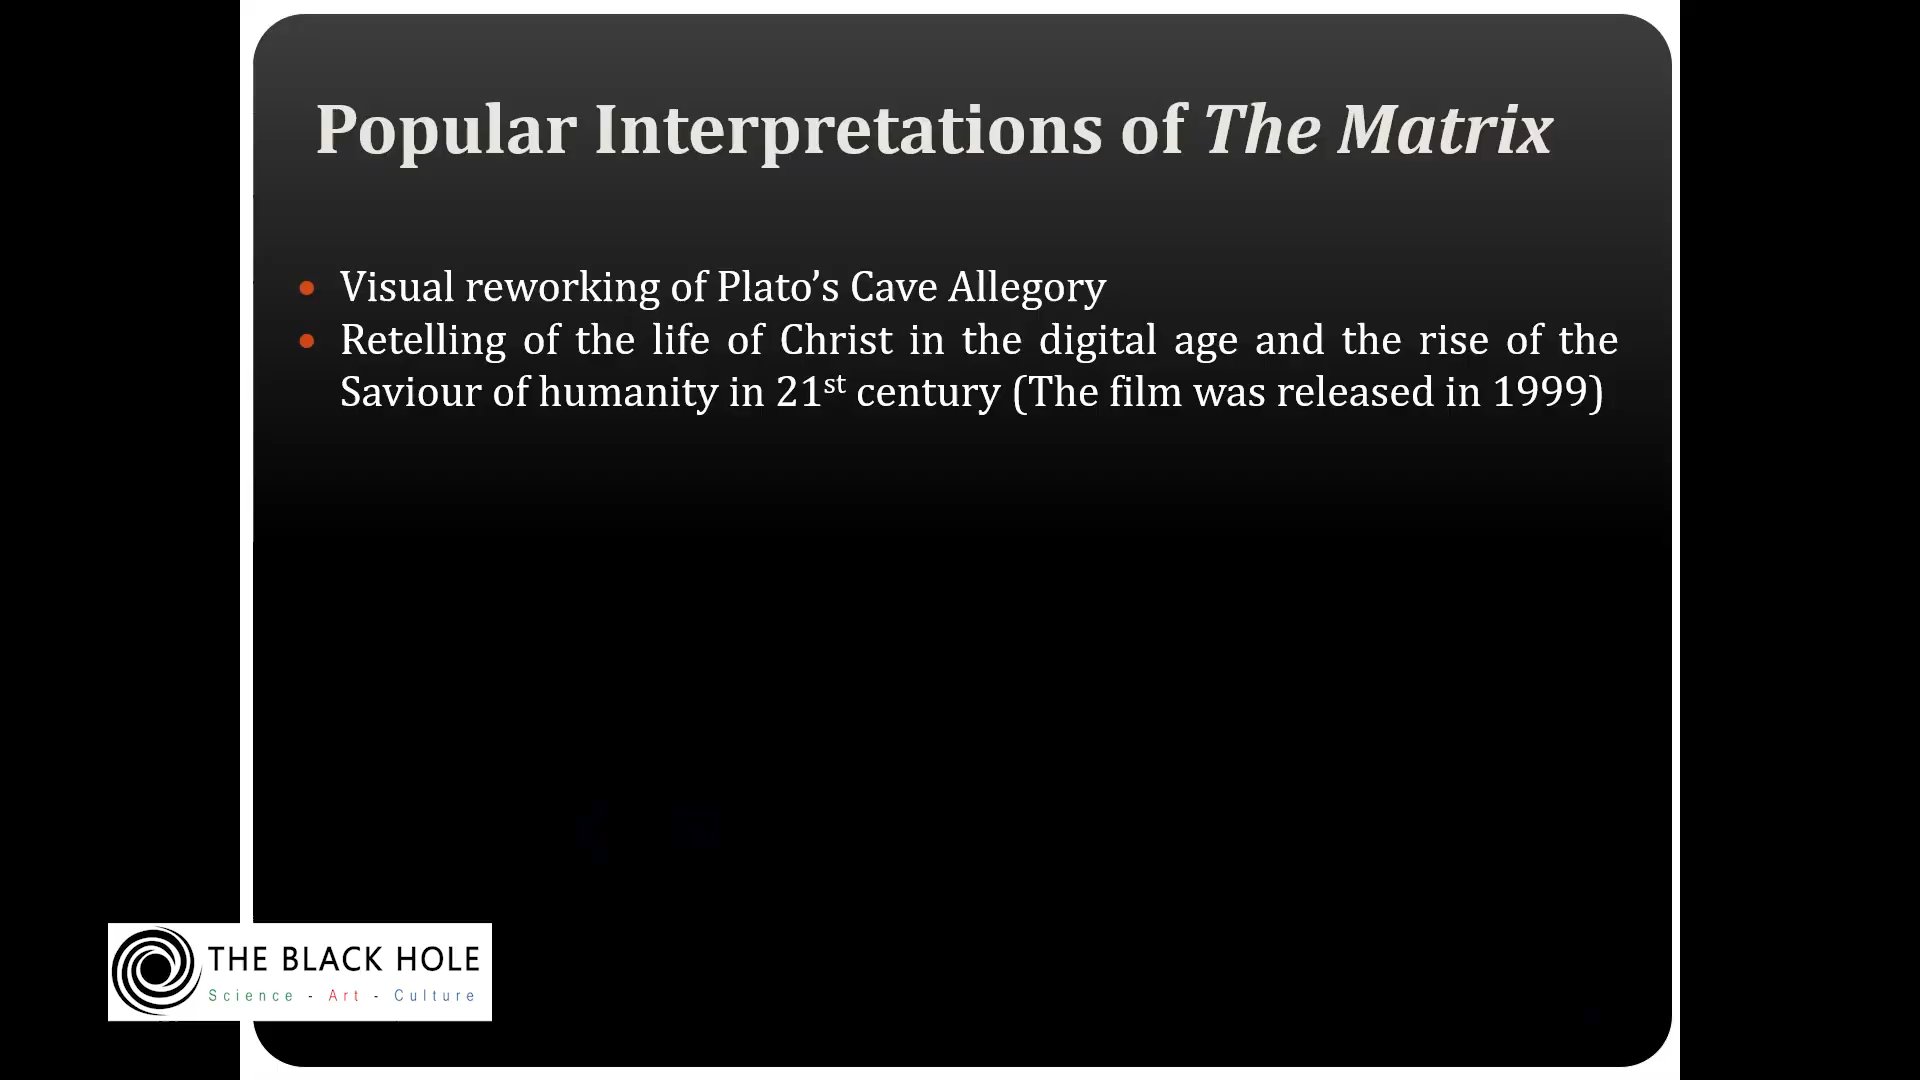 Popular Interpretations of The Matrix
• Visual reworking of Plato’s Cave Allegory
• Retelling of the life of Christ in the digital age and the rise of the
Saviour of humanity in 21st century (The film was released in 1999)
THE BLACK HOLE
Science - Art - Culture